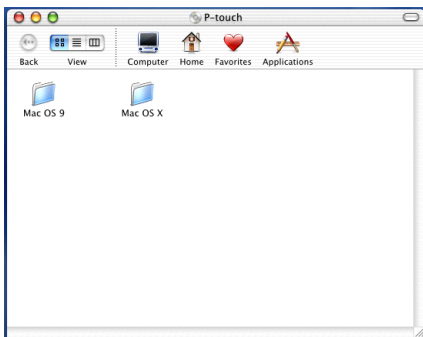 P-touch
Back View Computer Home Favorites Applications
Mac OS 9 Mac OS X